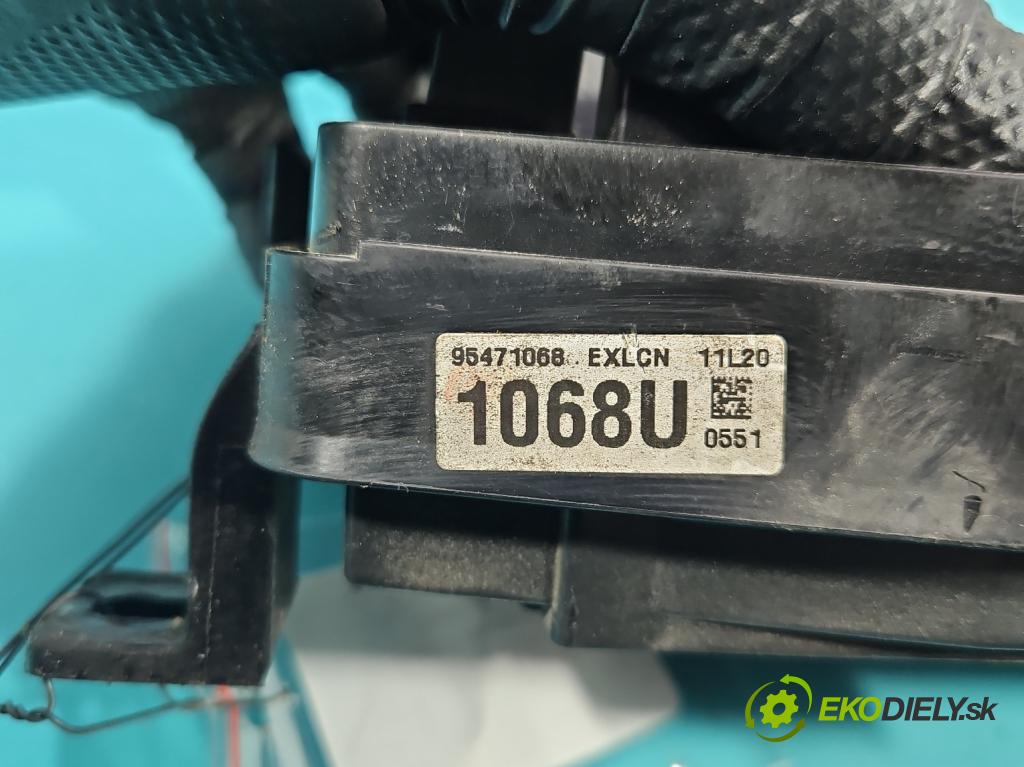 95471068 EXLCN 11L20
1068U
0551
EKODIELY.sk